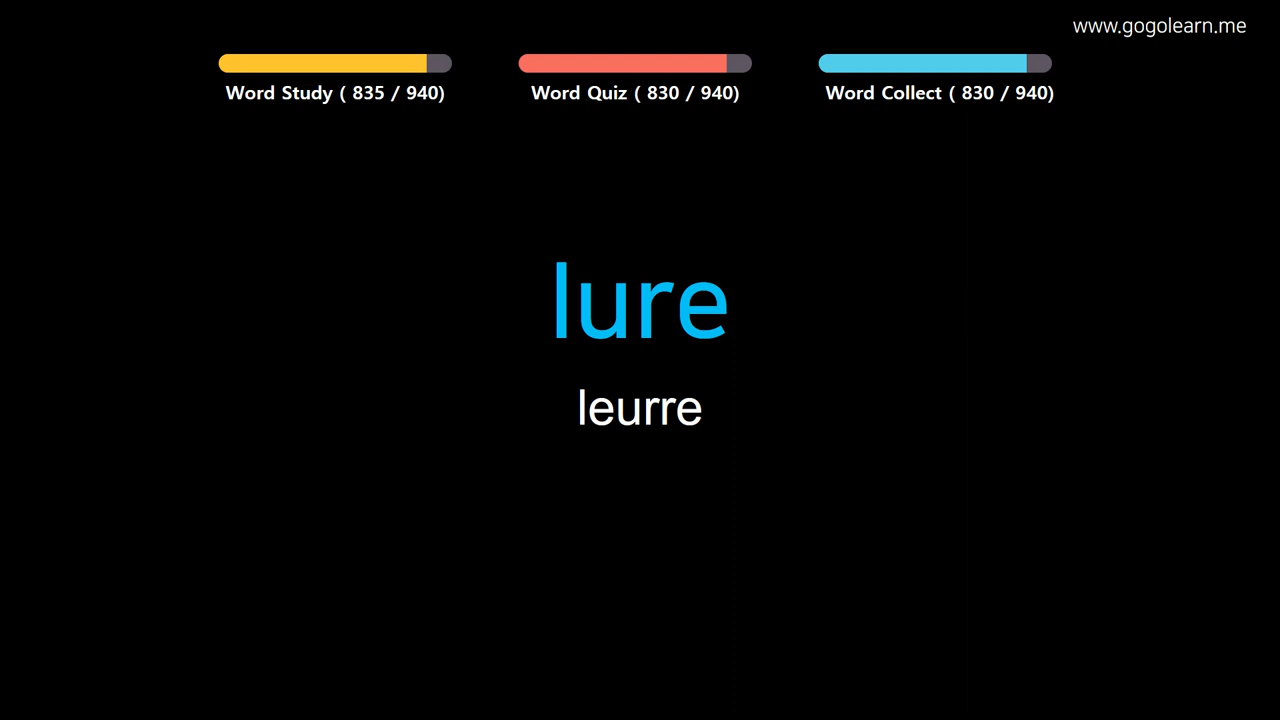 www.gogolearn.me
Word Study ( 835 / 940)
Word Quiz ( 830 / 940)
Word Collect ( 830 / 940)
lure
leurre